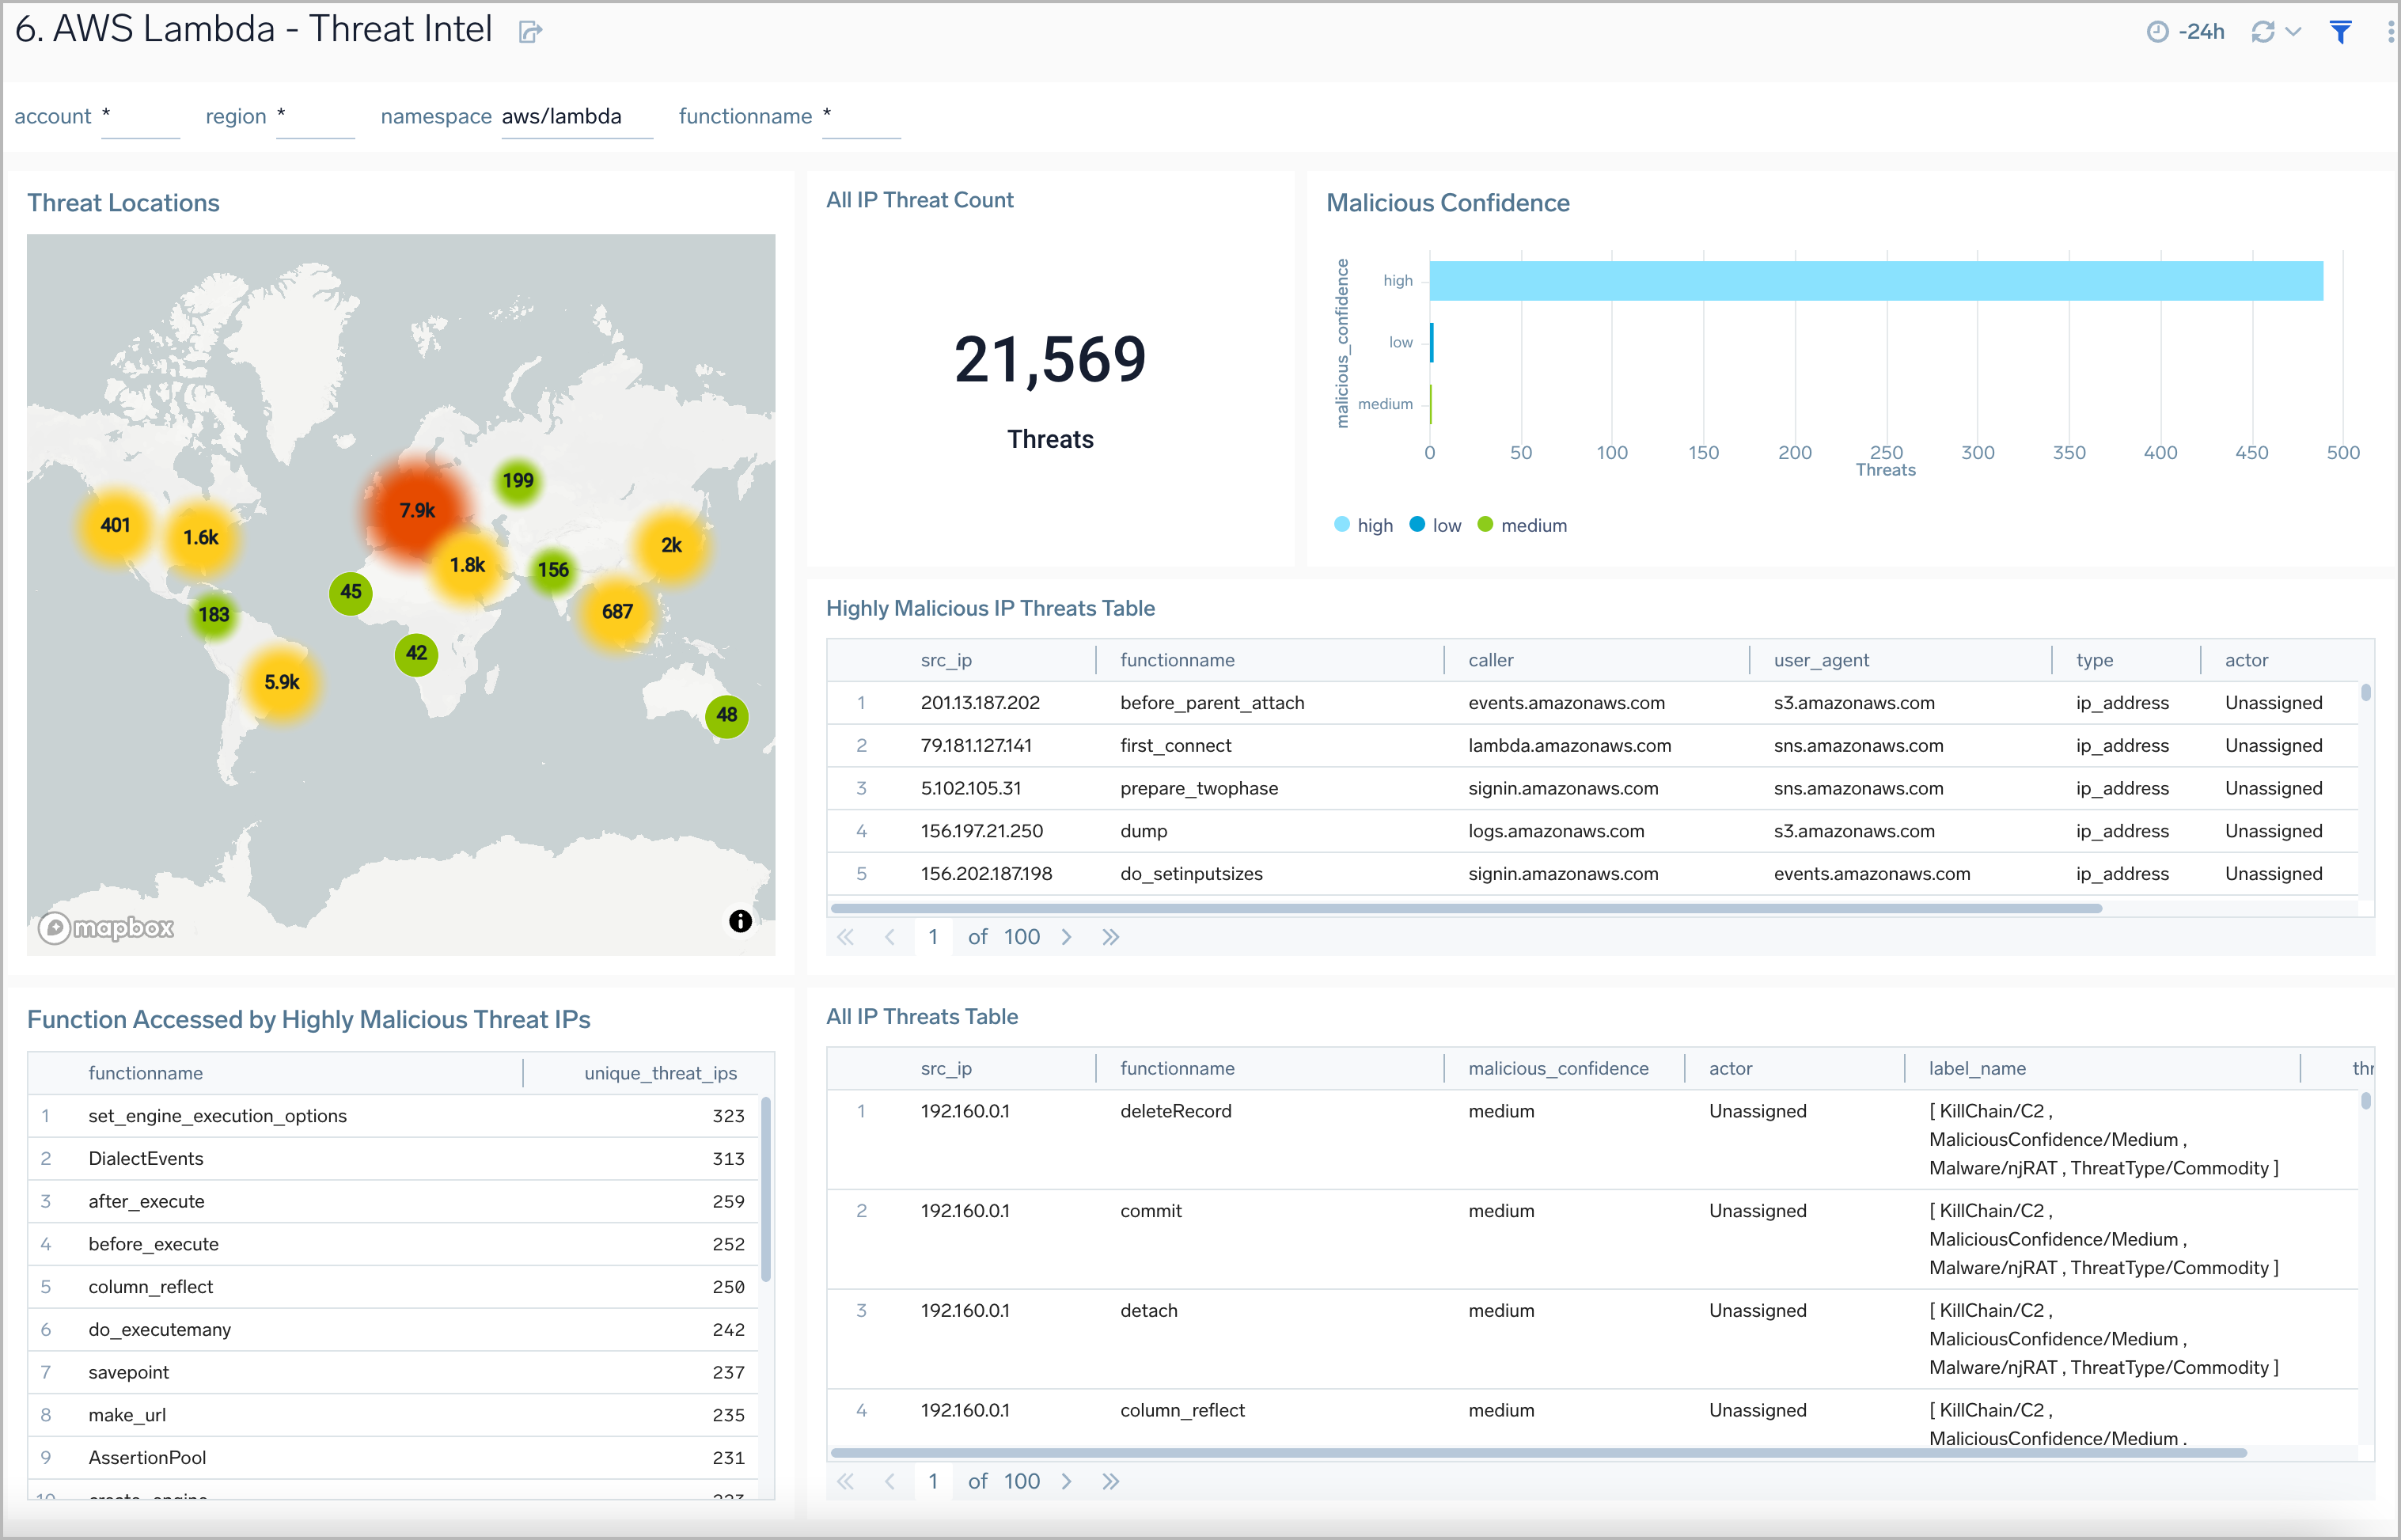 6. AWS Lambda - Threat Intel
-24h
account *
region *
namespace aws/lambda
functionname *
Threat Locations
401
1.6k
7.9k
199
1.8k
156
2k
687
45
183
42
5.9k
48
mapbox
All IP Threat Count
21,569
Threats
Malicious Confidence
malicious_confidence
high
low
medium
0 50 100 150 200 250 300 350 400 450 500
Threats
high low medium
Highly Malicious IP Threats Table
src_ip functionname caller user_agent type actor
1 201.13.187.202 before_parent_attach events.amazonaws.com s3.amazonaws.com ip_address Unassigned
2 79.181.127.141 first_connect lambda.amazonaws.com sns.amazonaws.com ip_address Unassigned
3 5.102.105.31 prepare_twophase signin.amazonaws.com sns.amazonaws.com ip_address Unassigned
4 156.197.21.250 dump logs.amazonaws.com s3.amazonaws.com ip_address Unassigned
5 156.202.187.198 do_setinputsizes signin.amazonaws.com events.amazonaws.com ip_address Unassigned
1 of 100
Function Accessed by Highly Malicious Threat IPs
functionname unique_threat_ips
1 set_engine_execution_options 323
2 DialectEvents 313
3 after_execute 259
4 before_execute 252
5 column_reflect 250
6 do_executemany 242
7 savepoint 237
8 make_url 235
9 AssertionPool 231
All IP Threats Table
src_ip functionname malicious_confidence actor label_name thr
1 192.160.0.1 deleteRecord medium Unassigned [ KillChain/C2 ,
MaliciousConfidence/Medium ,
Malware/njRAT , ThreatType/Commodity ]
2 192.160.0.1 commit medium Unassigned [ KillChain/C2 ,
MaliciousConfidence/Medium ,
Malware/njRAT , ThreatType/Commodity ]
3 192.160.0.1 detach medium Unassigned [ KillChain/C2 ,
MaliciousConfidence/Medium ,
Malware/njRAT , ThreatType/Commodity ]
4 192.160.0.1 column_reflect medium Unassigned [ KillChain/C2 ,
MaliciousConfidence/Medium ,
1 of 100